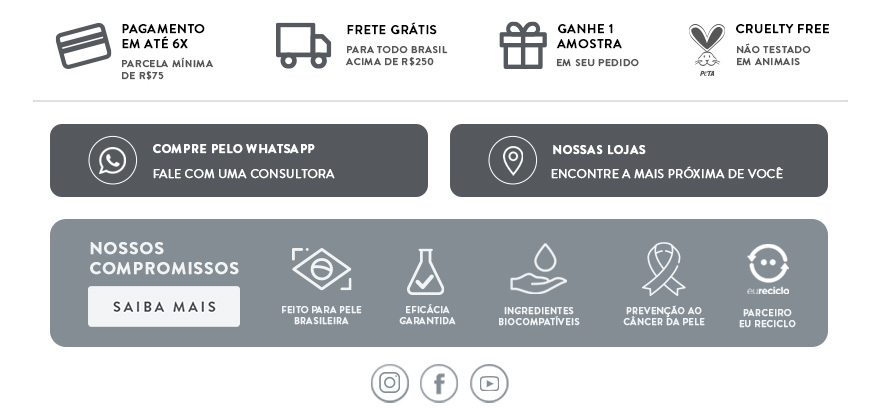 PAGAMENTO
EM ATÉ 6X
PARCELA MÍNIMA
DE R$75
FRETE GRÁTIS
PARA TODO BRASIL
ACIMA DE R$250
GANHE 1
AMOSTRA
EM SEU PEDIDO
PeTA
CRUELTY FREE
NÃO TESTADO
EM ANIMAIS
COMPRE PELO WHATSAPP
FALE COM UMA CONSULTORA
NOSSAS LOJAS
ENCONTRE A MAIS PRÓXIMA DE VOCÊ
NOSSOS
COMPROMISSOS
SAIBA MAIS
FEITO PARA PELE
BRASILEIRA
EFICÁCIA
GARANTIDA
INGREDIENTES
BIOCOMPATÍVEIS
PREVENÇÃO AO
CÂNCER DA PELE
eureciclo
PARCEIRO
EU RECICLO